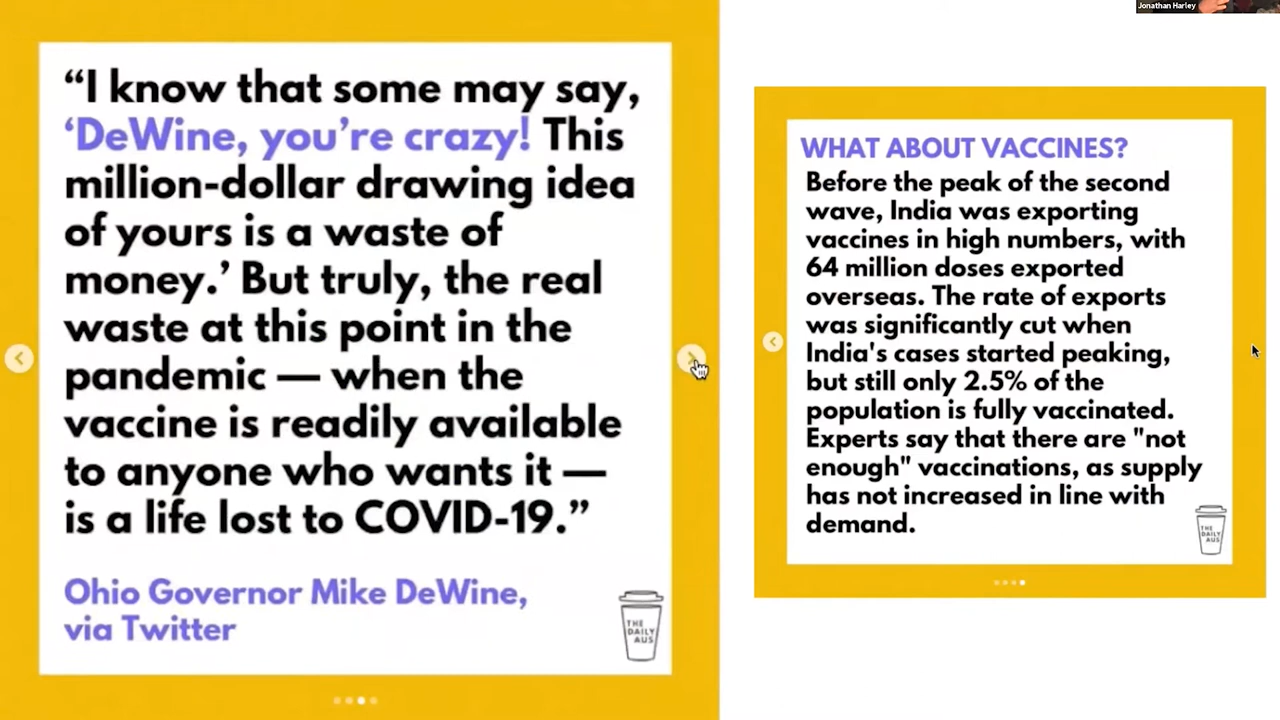 Jonathan Harley
“I know that some may say,
‘DeWine, you’re crazy! This
million-dollar drawing idea
of yours is a waste of
money.’ But truly, the real
waste at this point in the
pandemic — when the
vaccine is readily available
to anyone who wants it —
is a life lost to COVID-19.”
Ohio Governor Mike DeWine,
via Twitter
THE
DAILY
AUS
WHAT ABOUT VACCINES?
Before the peak of the second
wave, India was exporting
vaccines in high numbers, with
64 million doses exported
overseas. The rate of exports
was significantly cut when
India's cases started peaking,
but still only 2.5% of the
population is fully vaccinated.
Experts say that there are "not
enough" vaccinations, as supply
has not increased in line with
demand.
THE
DAILY
AUS